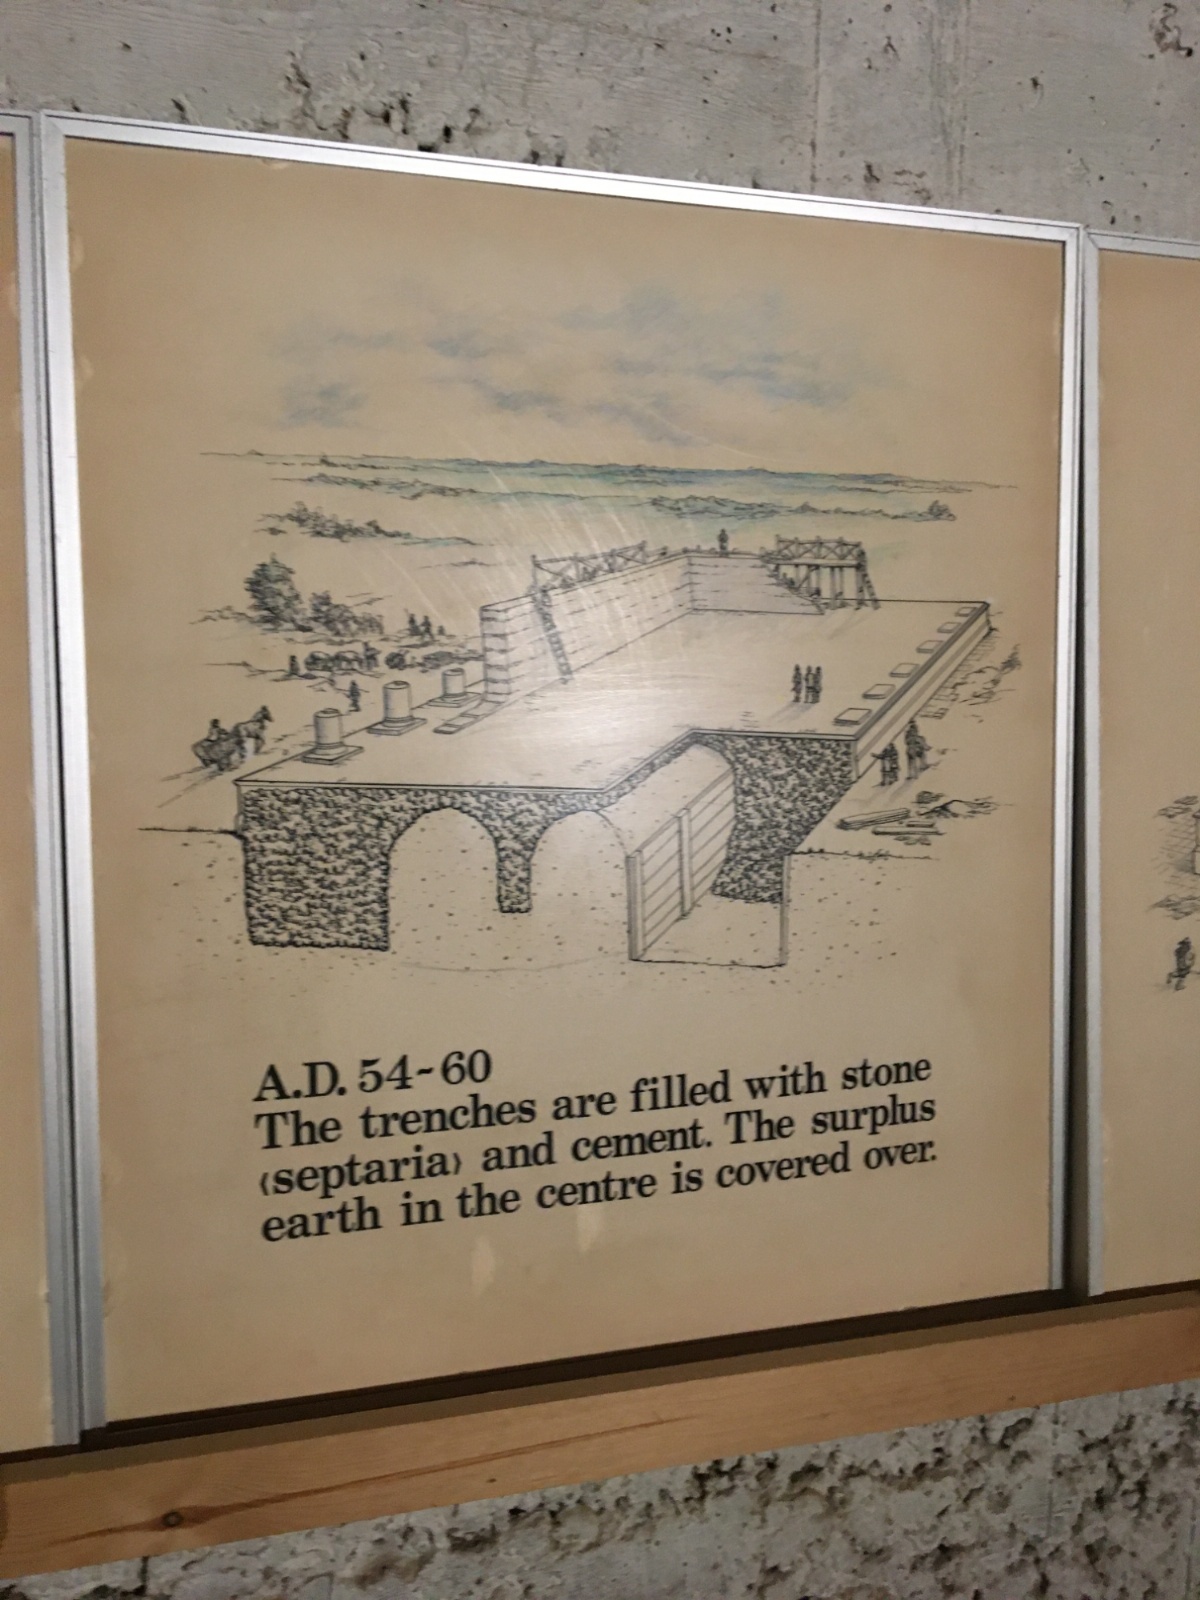 A.D. 54-60
The trenches are filled with stone
(septaria) and cement. The surplus
earth in the centre is covered over.